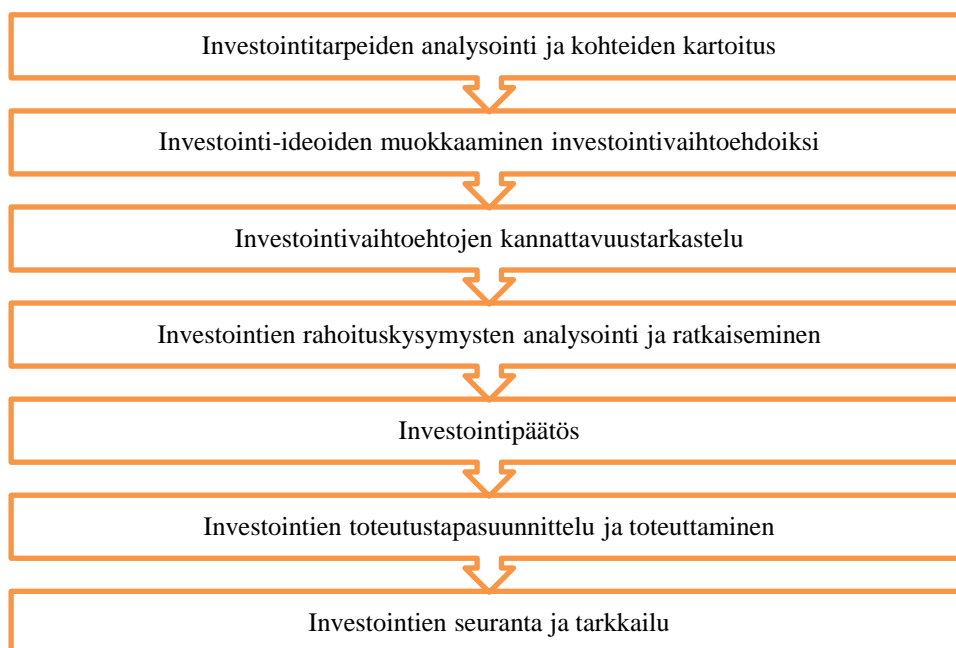 Investointitarpeiden analysointi ja kohteiden kartoitus
Investointi-ideoiden muokkaaminen investointivaihtoehdoiksi
Investointivaihtoehtojen kannattavuustarkastelu
Investointien rahoituskysymysten analysointi ja ratkaiseminen
Investointipäätös
Investointien toteutustapasuunnittelu ja toteuttaminen
Investointien seuranta ja tarkkailu